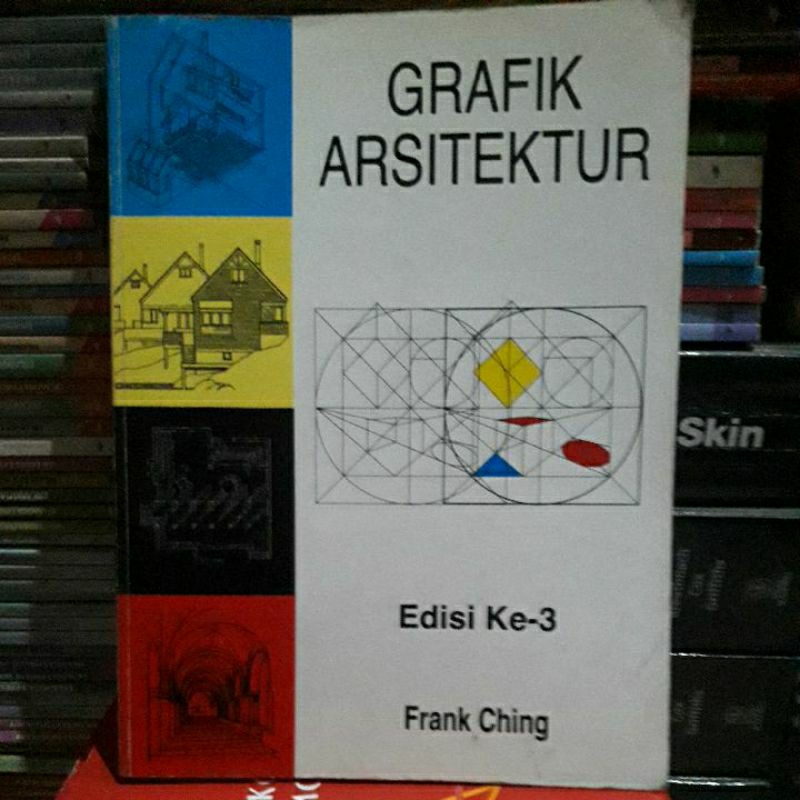 GRAFIK
ARSITEKTUR
Edisi Ke-3
Frank Ching
Skin